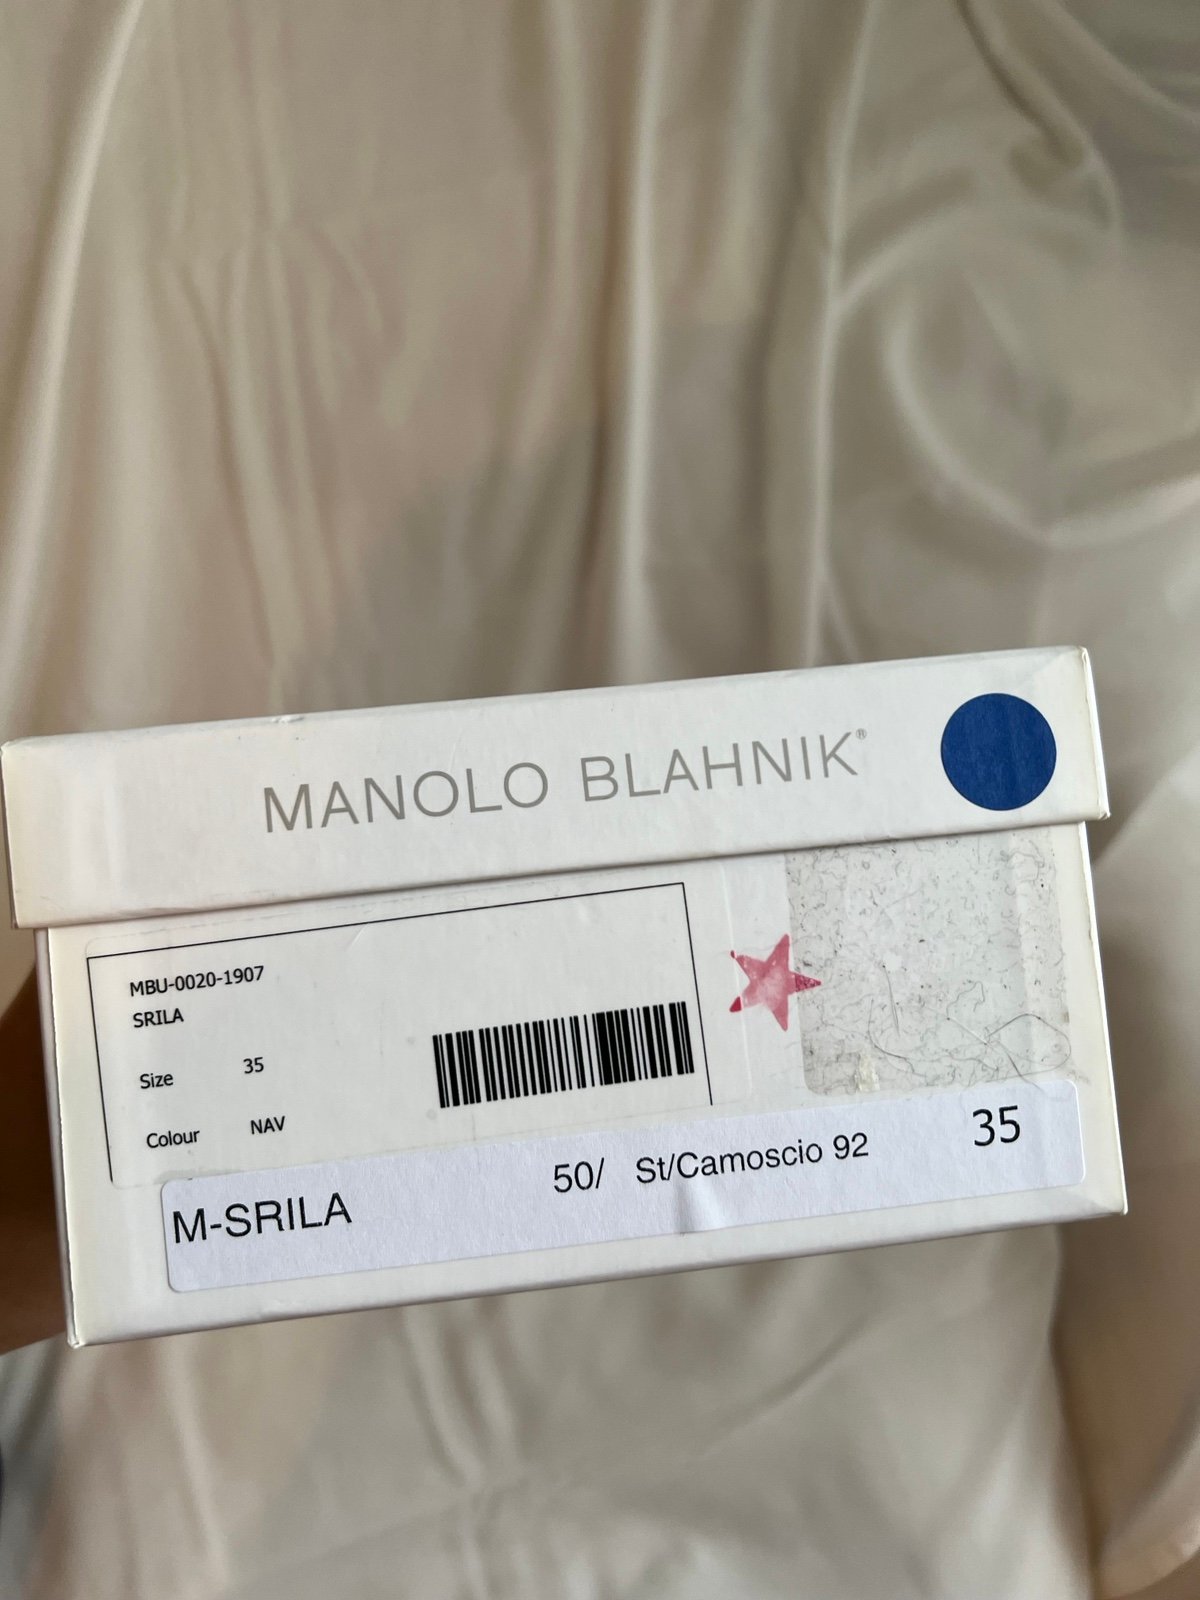 MANOLO BLAHNIK®
MBU-0020-1907
SRILA
Size 35
Colour NAV
M-SRILA 50/ St/Camoscio 92 35